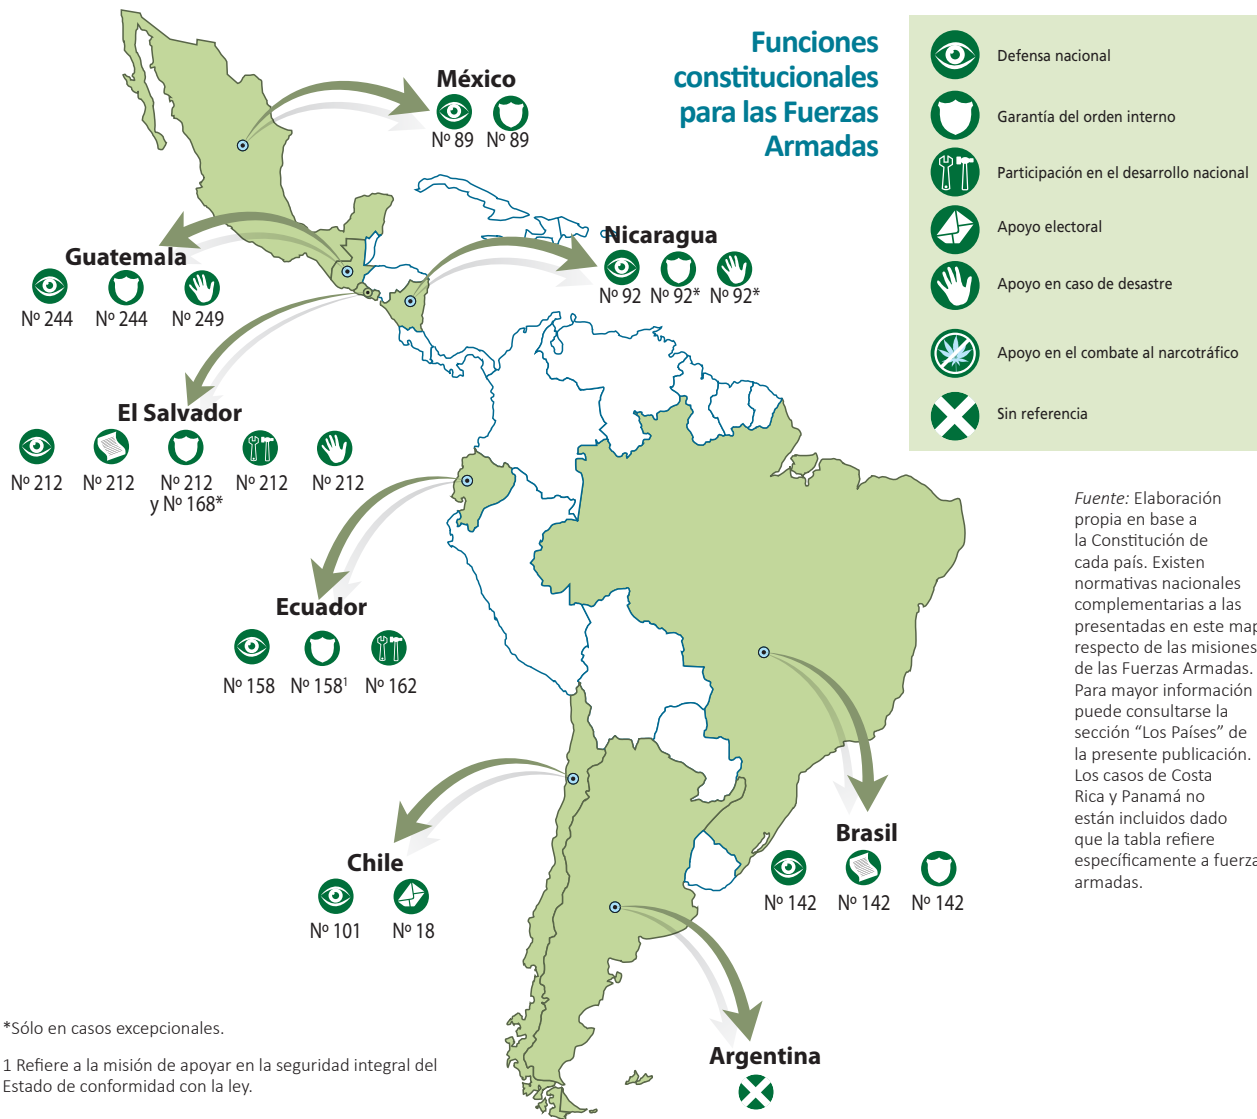 Funciones
constitucionales
para las Fuerzas
Armadas
Defensa nacional
Garantía del orden interno
Participación en el desarrollo nacional
Apoyo electoral
Apoyo en caso de desastre
Apoyo en el combate al narcotráfico
Sin referencia
México
Nº 89 Nº 89
Guatemala
Nº 244 Nº 244 Nº 249
Nicaragua
Nº 92 Nº 92* Nº 92*
El Salvador
Nº 212 Nº 212 Nº 212 Nº 212 Nº 212
y Nº 168*
Ecuador
Nº 158 Nº 158¹ Nº 162
Chile
Nº 101 Nº 18
Brasil
Nº 142 Nº 142 Nº 142
Argentina
Fuente: Elaboración
propia en base a
la Constitución de
cada país. Existen
normativas nacionales
complementarias a las
presentadas en este map
respecto de las misiones
de las Fuerzas Armadas.
Para mayor información
puede consultarse la
sección “Los Países” de
la presente publicación.
Los casos de Costa
Rica y Panamá no
están incluidos dado
que la tabla refiere
específicamente a fuerza
armadas.
*Sólo en casos excepcionales.
1 Refiere a la misión de apoyar en la seguridad integral del
Estado de conformidad con la ley.